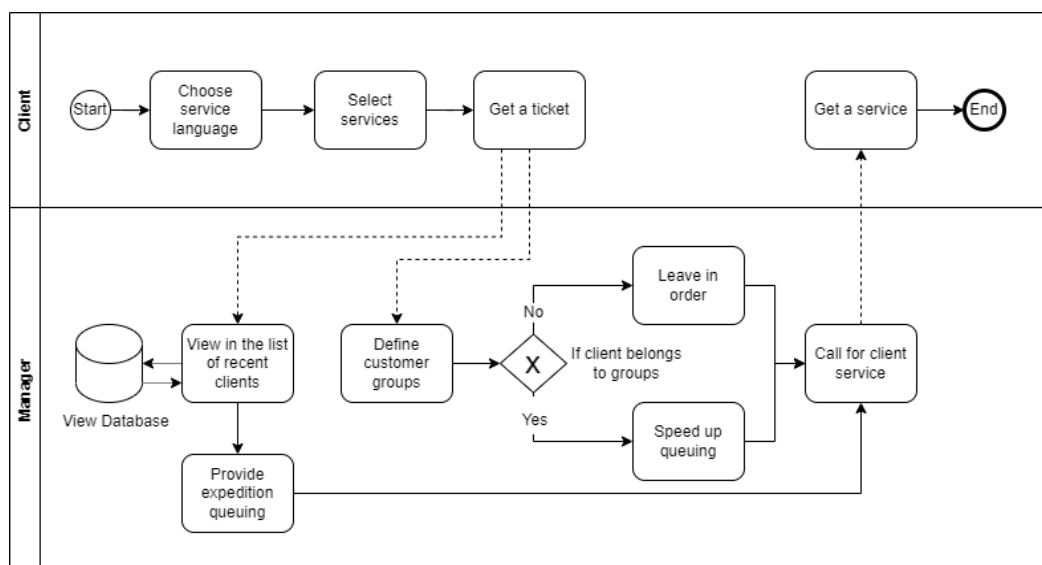 Client
Start
Choose
service
language
Select
services
Get a ticket
Get a service
End
Manager
View Database
View in the list
of recent
clients
Provide
expedition
queuing
Define
customer
groups
X
If client belongs
to groups
No
Yes
Leave in
order
Speed up
queuing
Call for client
service